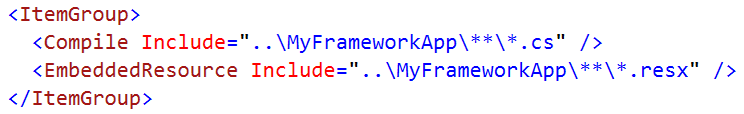 <ItemGroup>
  <Compile Include="..\MyFrameworkApp\**\*.cs" />
  <EmbeddedResource Include="..\MyFrameworkApp\**\*.resx" />
</ItemGroup>